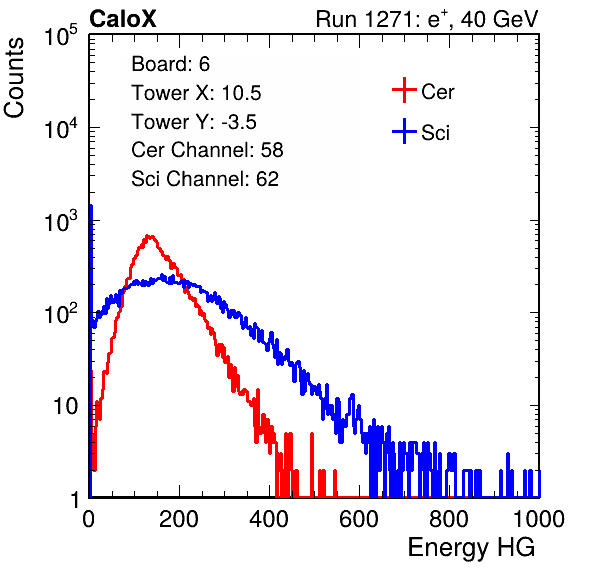 CaloX Run 1271: e⁺, 40 GeV
Counts
Board: 6
Tower X: 10.5
Tower Y: -3.5
Cer Channel: 58
Sci Channel: 62
Cer
Sci
10⁵
10⁴
10³
10²
10
1
0 200 400 600 800 1000
Energy HG